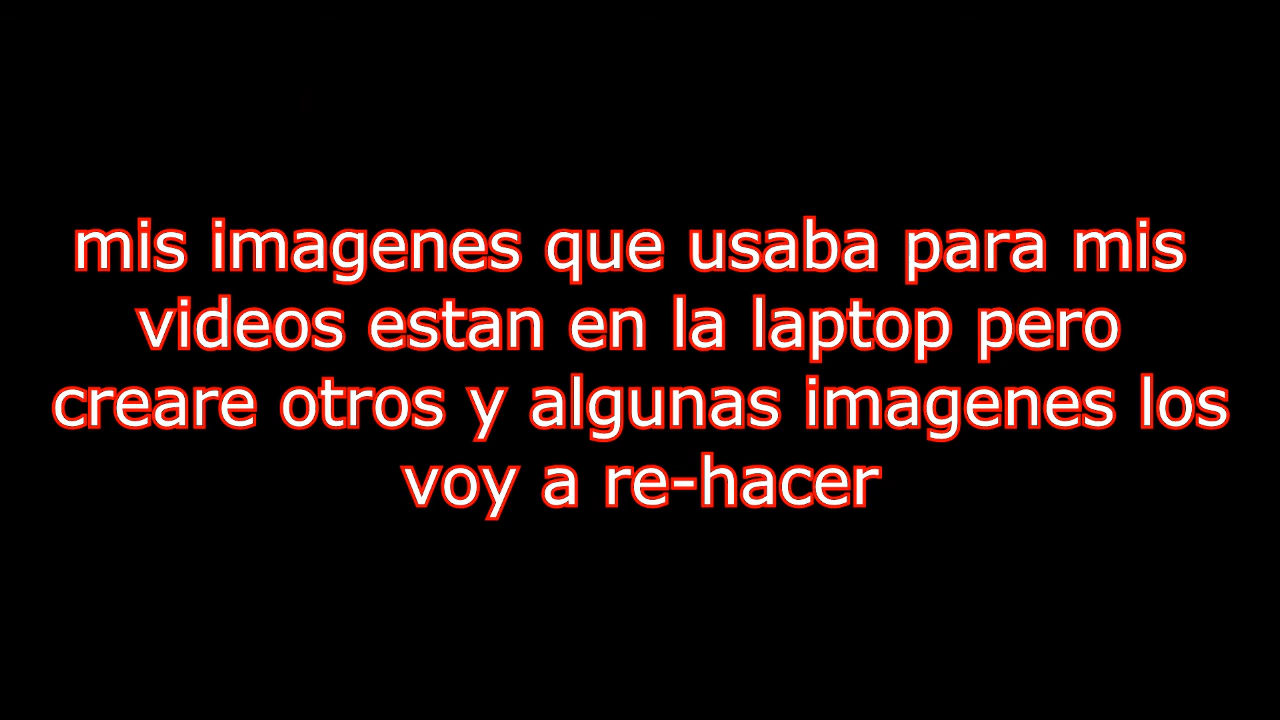 mis imagenes que usaba para mis
videos estan en la laptop pero
creare otros y algunas imagenes los
voy a re-hacer